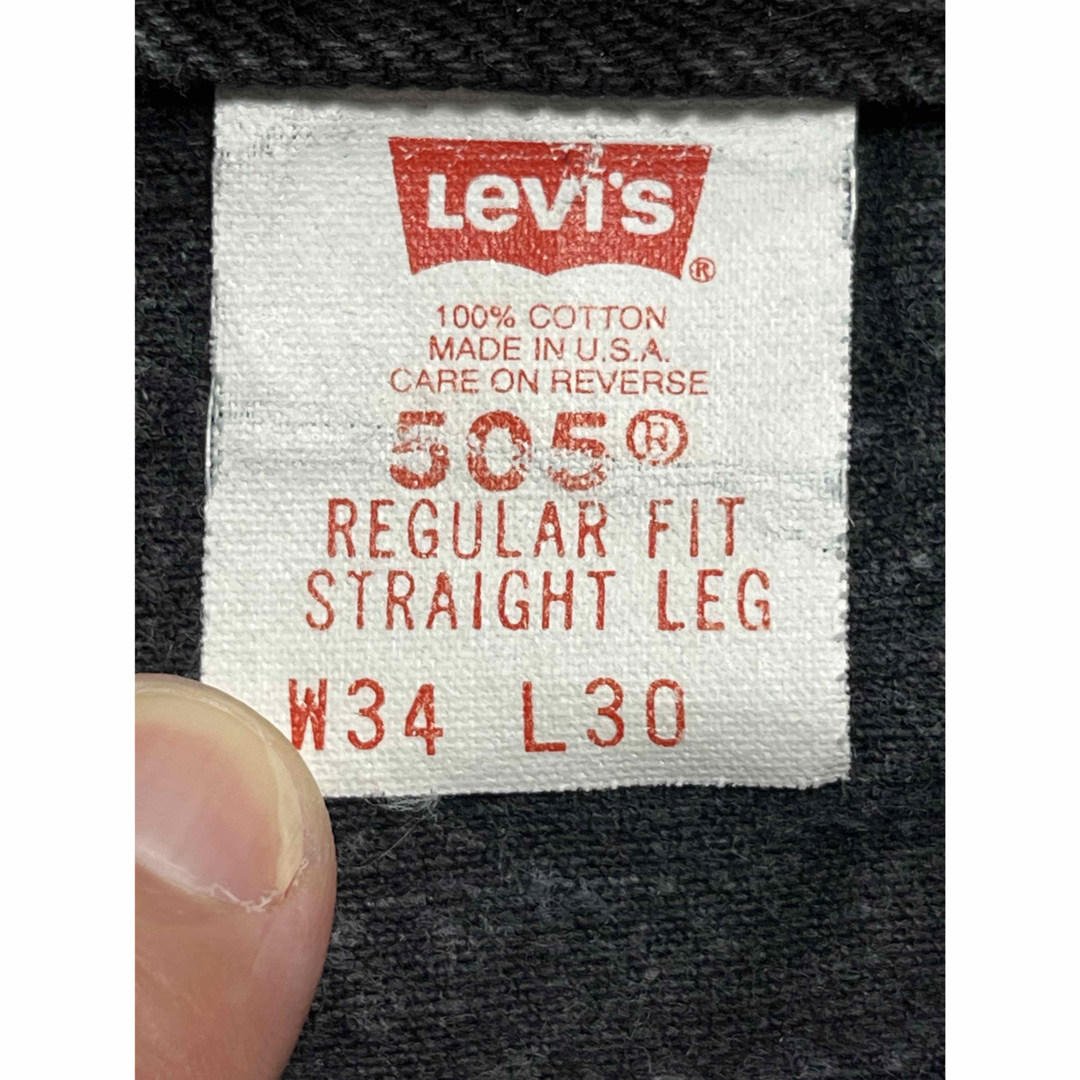 Levi's
®
100% COTTON
MADE IN U.S.A.
CARE ON REVERSE
505®
REGULAR FIT
STRAIGHT LEG
W34 L30